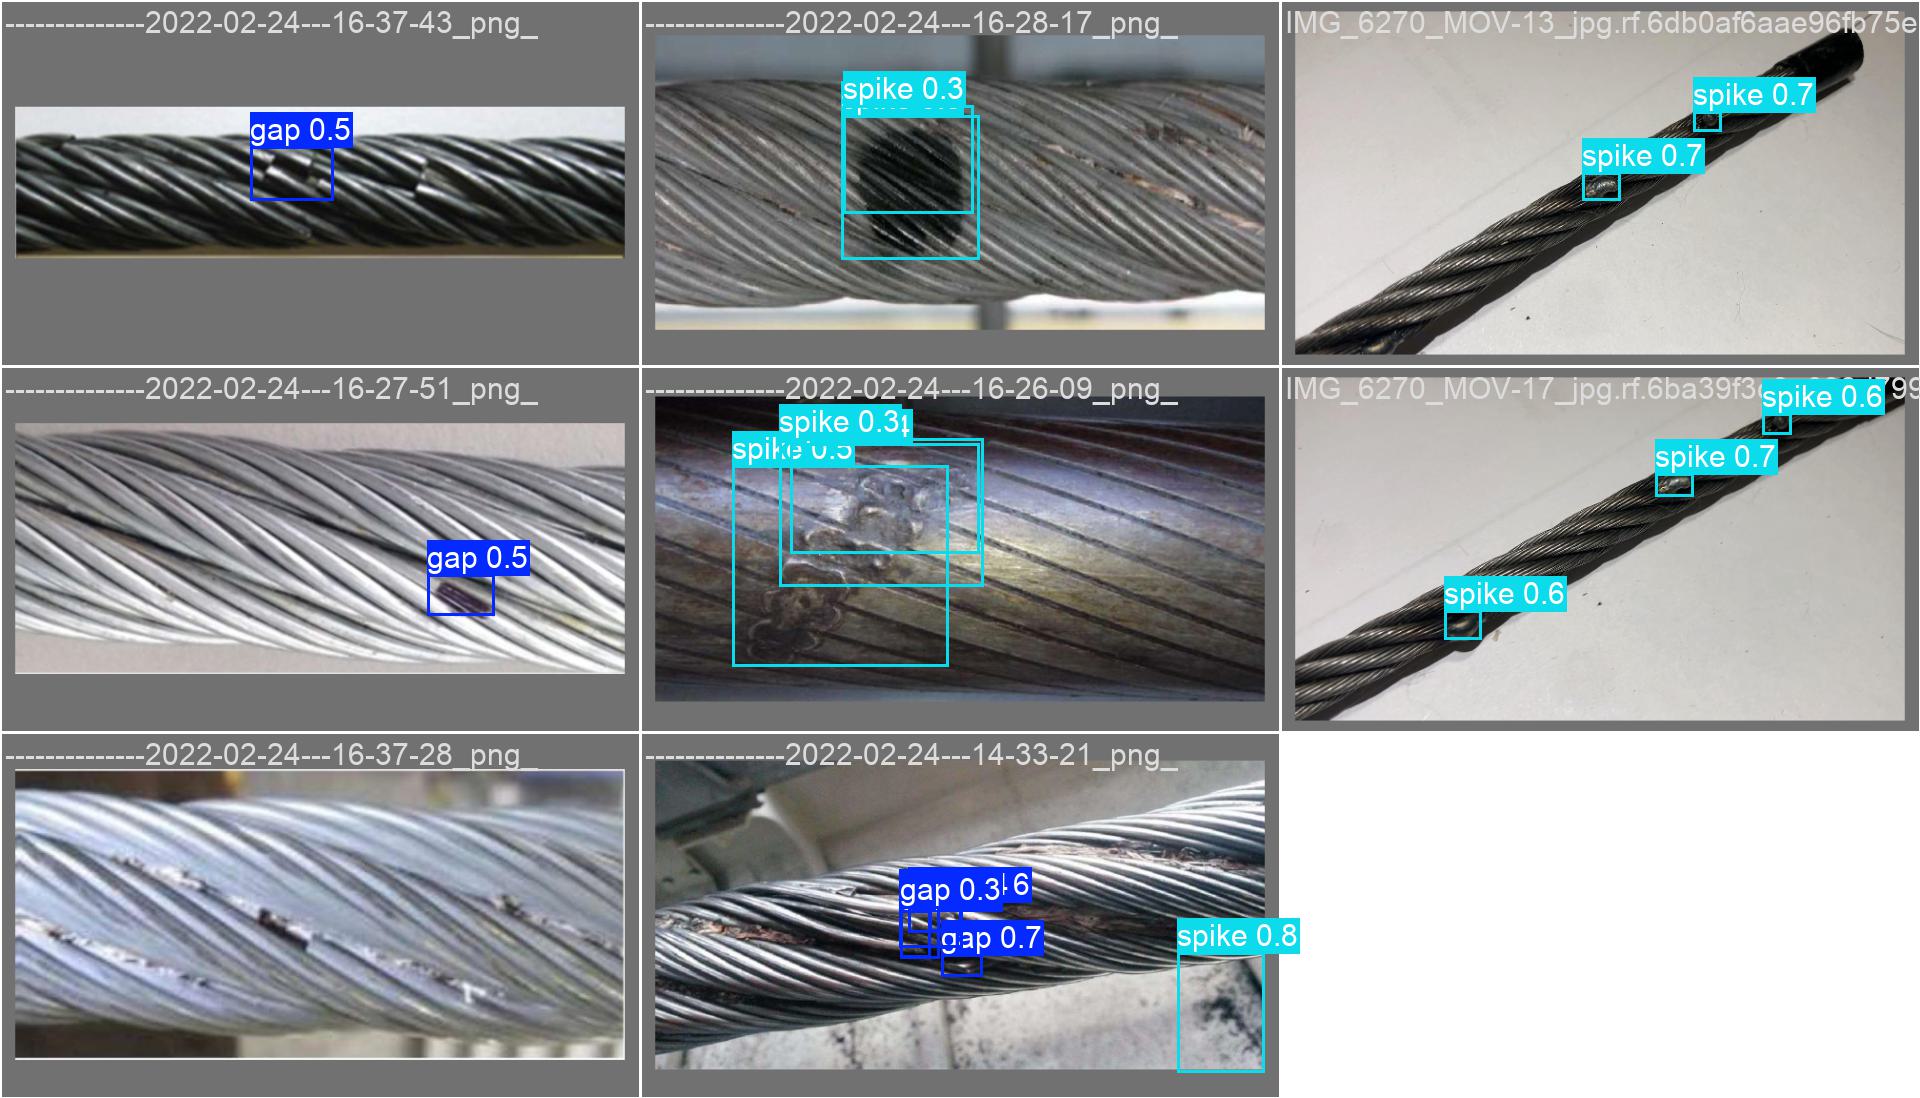 -------------2022-02-24---16-37-43_png_
gap 0.5
-------------2022-02-24---16-28-17_png_
spike 0.3
IMG_6270_MOV-13_jpg.rf.6db0af6aae96fb75e
spike 0.7
spike 0.7
-------------2022-02-24---16-27-51_png_
gap 0.5
-------------2022-02-24---16-26-09_png_
spike 0.3
spike 0.5
IMG_6270_MOV-17_jpg.rf.6ba39f3
spike 0.6
spike 0.7
spike 0.6
-------------2022-02-24---16-37-28_png_
-------------2022-02-24---14-33-21_png_
gap 0.3
gap 0.7
spike 0.8